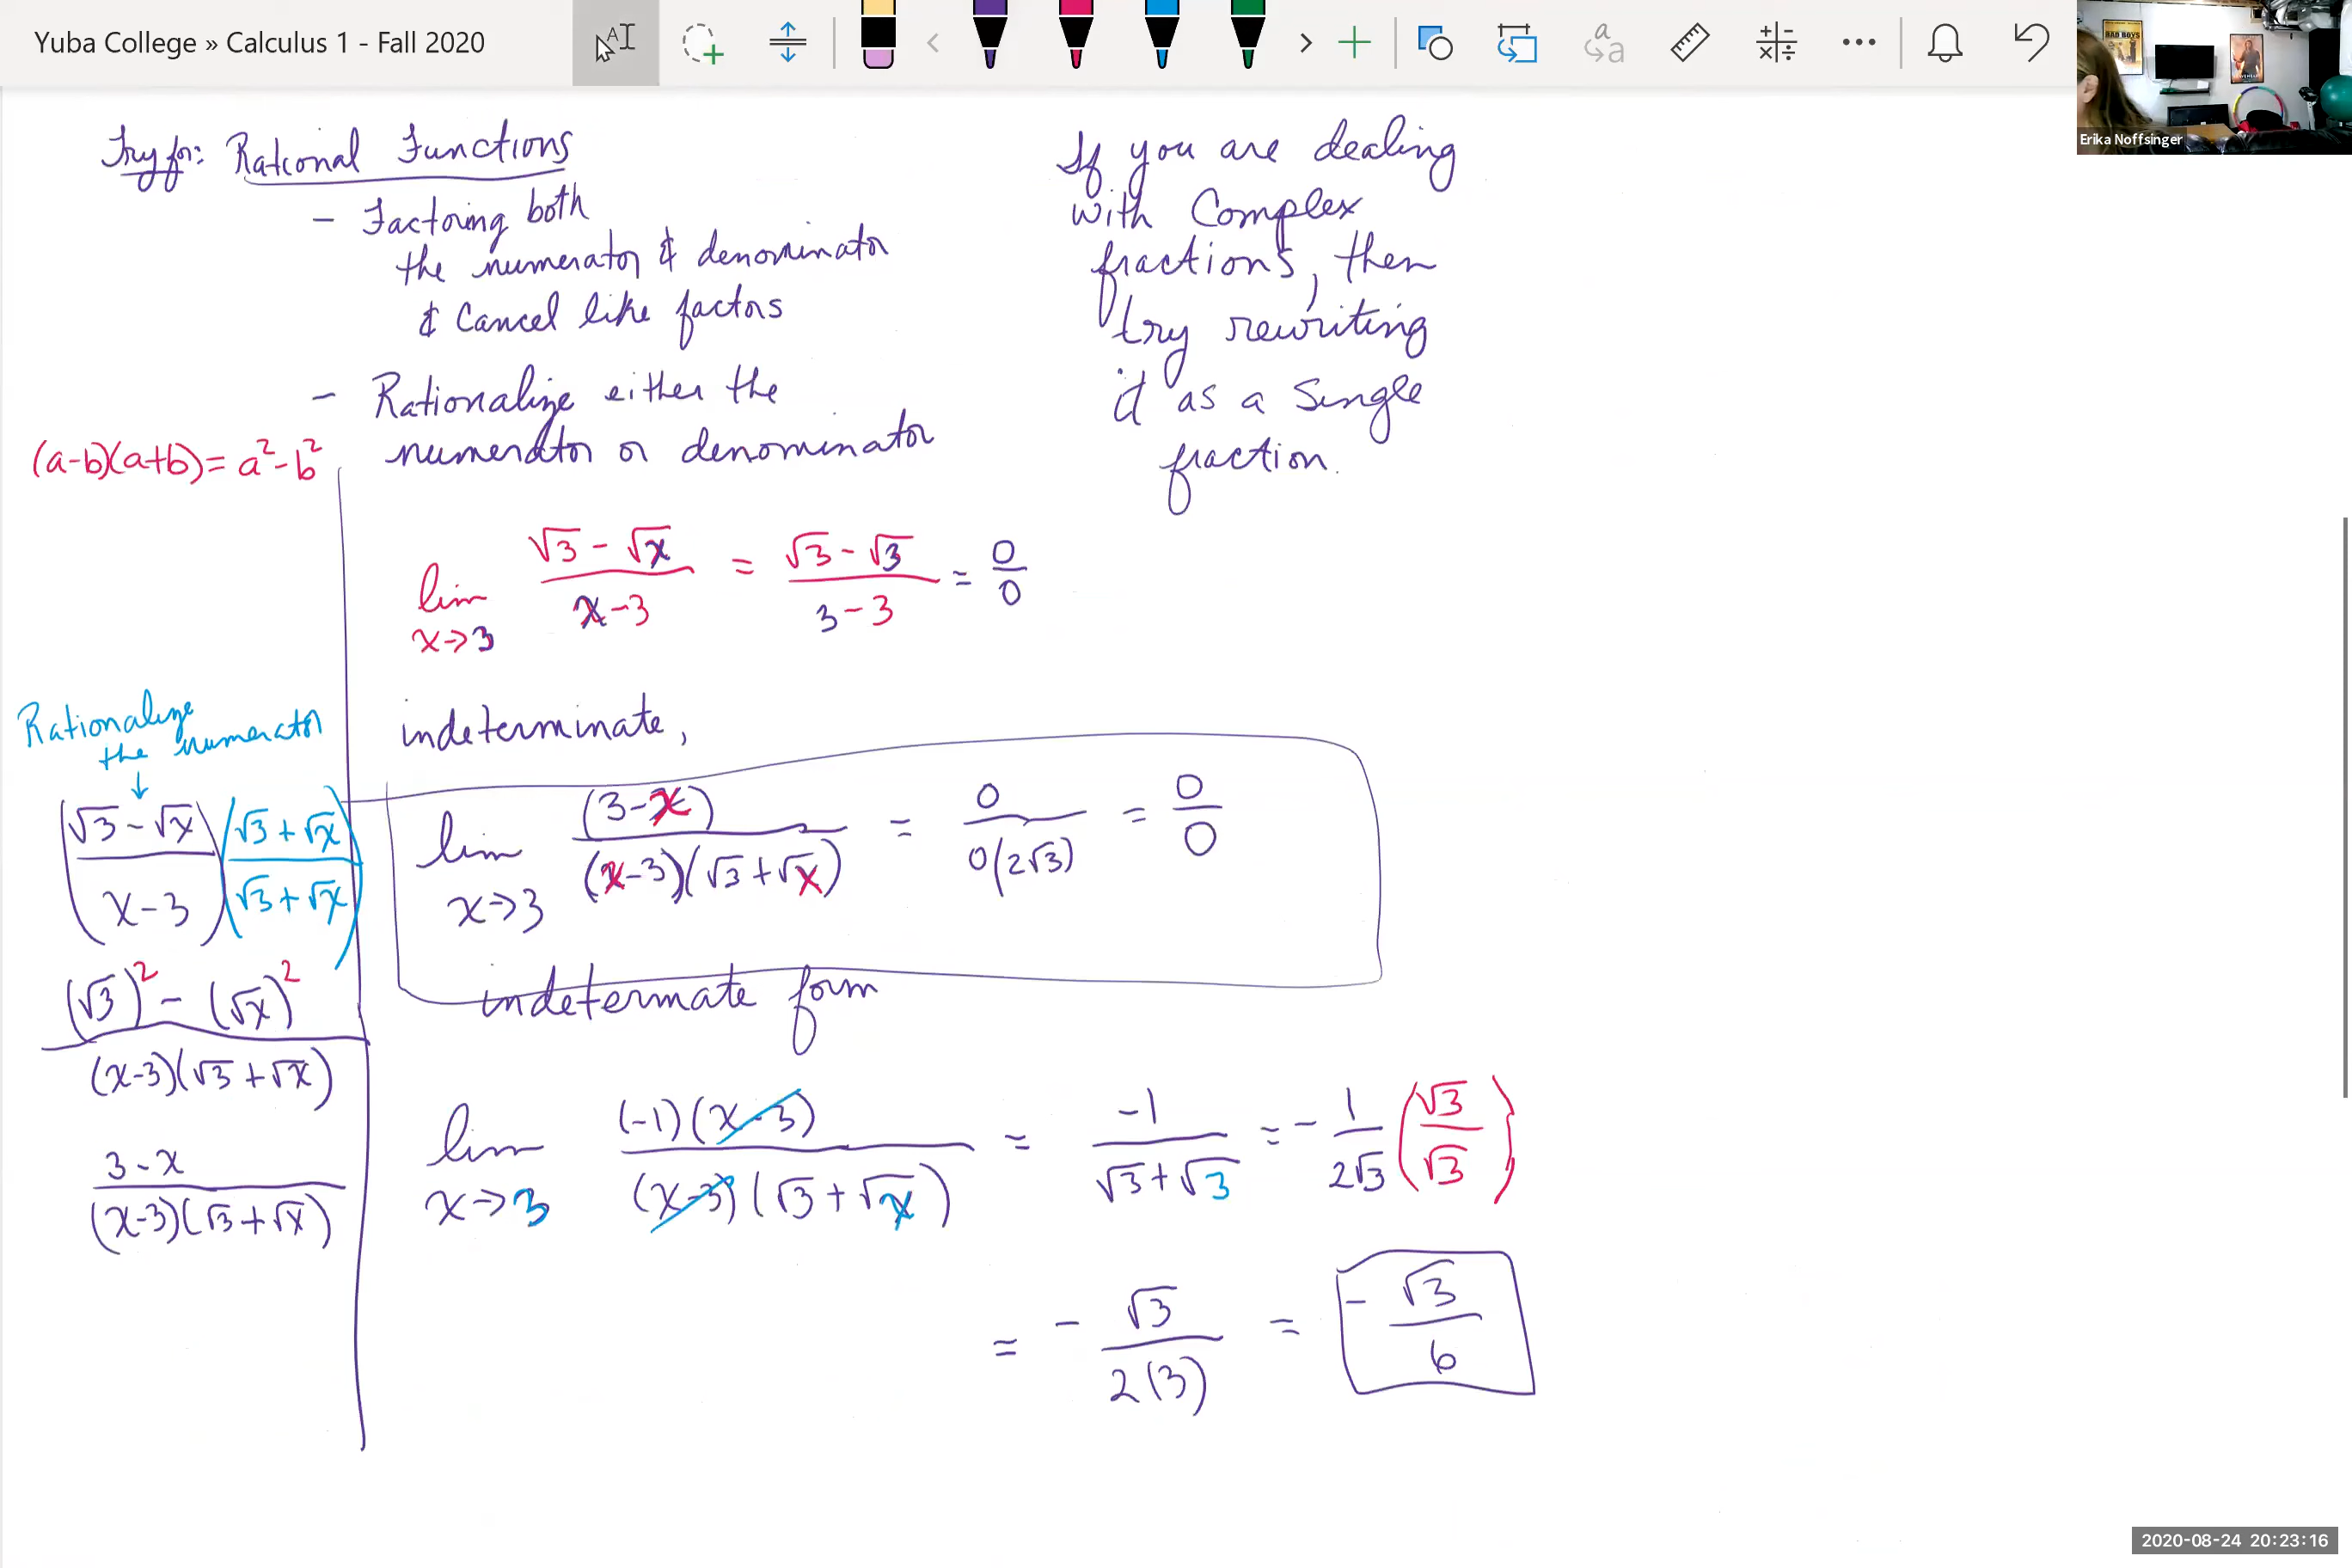 Yuba College » Calculus 1 - Fall 2020
Erika Noffsinger
Try for: Rational Functions
- Factoring both
the numerator & denominator
& cancel like factors
- Rationalize either the
numerator or denominator
If you are dealing
with Complex
fractions, then
try rewriting
it as a single
fraction.
(a-b)(a+b) = a²-b²
lim x→3 (√3 - √x)/(x-3) = (√3 - √3)/(3-3) = 0/0
indeterminate,
Rationalize
the numerator
↓
((√3 - √x)/(x-3)) ((√3 + √x)/(√3 + √x))
((√3)² - (√x)²)/((x-3)(√3 + √x))
(3-x)/((x-3)(√3 + √x))
lim x→3 (3-x)/((x-3)(√3 + √x)) = 0/(0(2√3)) = 0/0
indetermate form
lim x→3 (-1)(x-3)/((x-3)(√3 + √x)) = -1/(√3 + √3) = - 1/(2√3) (√3/√3)
= - √3/(2(3)) = - √3/6
2020-08-24 20:23:16